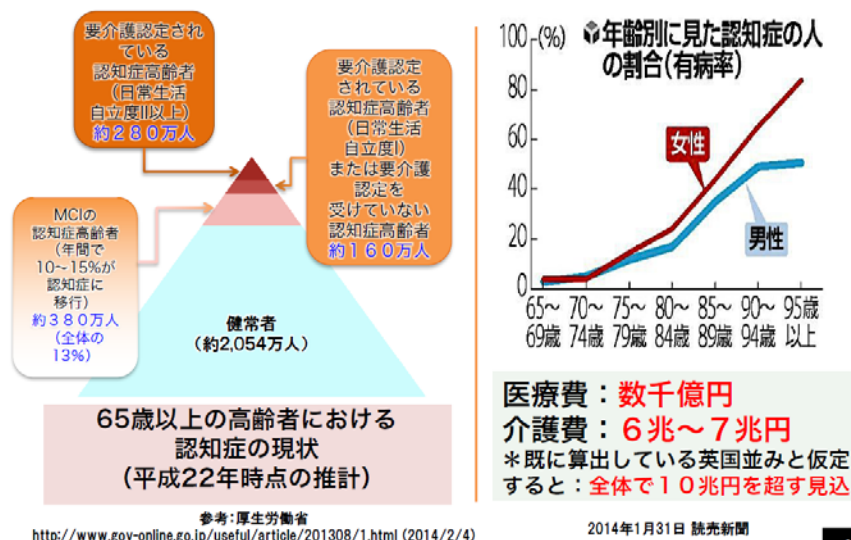 要介護認定され
ている
認知症高齢者
(日常生活
自立度II以上)
約280万人
要介護認定
されている
認知症高齢者
(日常生活
自立度I)
または要介護
認定を
受けていない
認知症高齢者
約160万人
MCIの
認知症高齢者
(年間で
10~15%が
認知症に
移行)
約380万人
(全体の
13%)
健常者
(約2,054万人)
65歳以上の高齢者における
認知症の現状
(平成22年時点の推計)
参考:厚生労働省
http://www.gov-online.go.jp/useful/article/201308/1.html (2014/2/4)
年齢別に見た認知症の人
の割合(有病率)
100 (%)
80
60
40
20
0
女性
男性
65~ 70~ 75~ 80~ 85~ 90~ 95歳
69歳 74歳 79歳 84歳 89歳 94歳 以上
医療費:数千億円
介護費:6兆~7兆円
*既に算出している英国並みと仮定
すると:全体で10兆円を超す見込
2014年1月31日 読売新聞